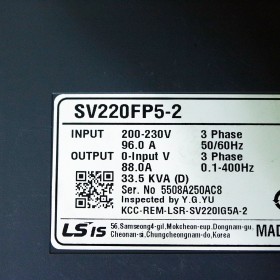 SV220FP5-2
INPUT 200-230V 3 Phase
96.0 A 50/60Hz
OUTPUT 0-Input V 3 Phase
88.0A 0.1-400Hz
33.5 KVA (D)
Ser. No 5508A250AC8
Inspected by Y.G.YU
KCC-REM-LSR-SV220IG5A-2
LSis 56,Samseong4-gil,Mokcheon-eup,Dongnam-gu, MAD
Cheonan-si,Chungcheongnam-do,Korea